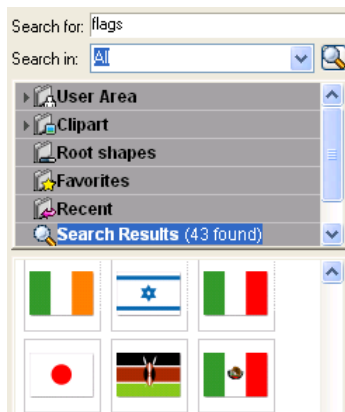 Search for: flags
Search in: All
User Area
Clipart
Root shapes
Favorites
Recent
Search Results (43 found)